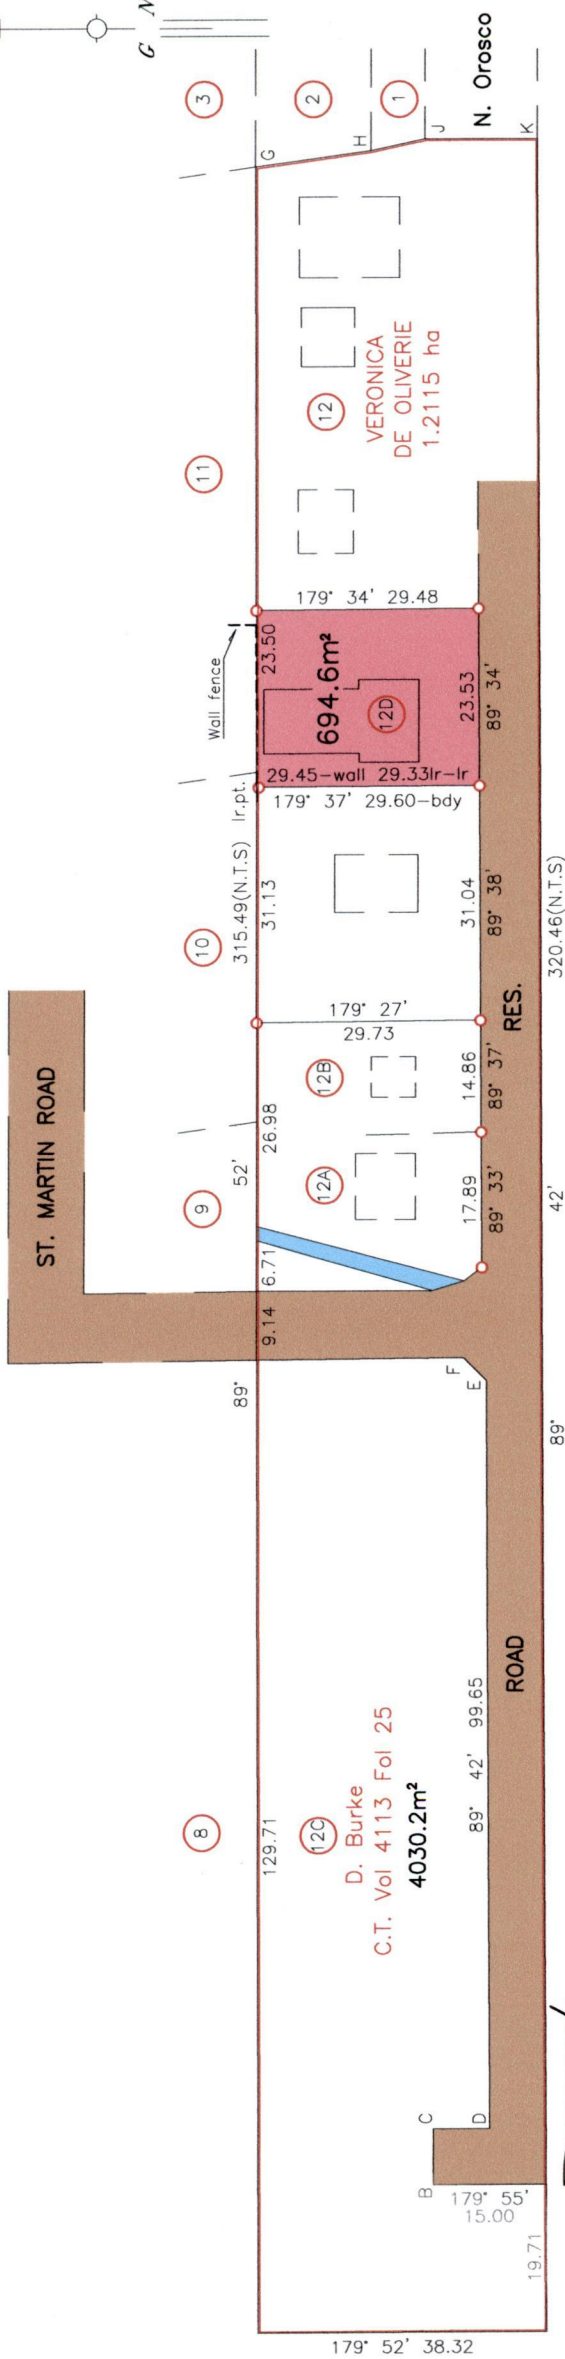 G N
3
2
1
N. Orosco
G
H
J
K
11
12
VERONICA
DE OLIVERIE
1.2115 ha
Wall fence
23.50
179° 34' 29.48
694.6m²
12D
23.53
89° 34'
29.45-wall 29.33Ir-Ir
179° 37' 29.60-bdy
Ir.pt.
315.49(N.T.S)
31.13
31.04
89° 38'
320.46(N.T.S)
10
179° 27'
29.73
RES.
ST. MARTIN ROAD
12B
14.86
89° 37'
26.98
52'
9
12A
17.89
89° 33'
42'
6.71
9.14
F
E
89°
89°
8
129.71
12C
D. Burke
C.T. Vol 4113 Fol 25
4030.2m²
89° 42' 99.65
ROAD
B
C
D
179° 55'
15.00
19.71
179° 52' 38.32